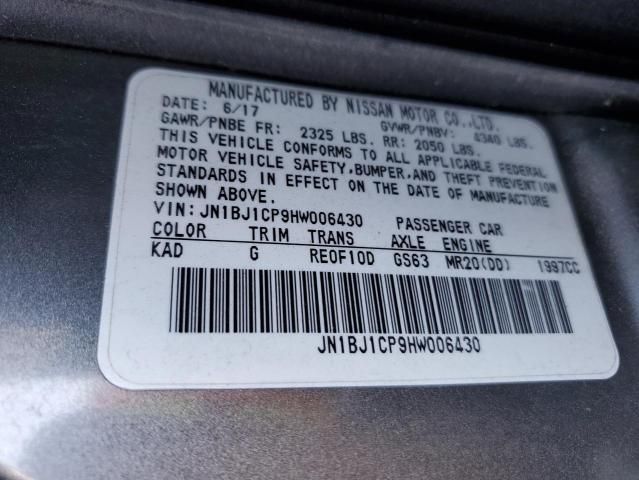 MANUFACTURED BY NISSAN MOTOR CO.,LTD.
DATE: 6/17 GVWR/PNBV: 4340 LBS.
GAWR/PNBE FR: 2325 LBS. RR: 2050 LBS.
THIS VEHICLE CONFORMS TO ALL APPLICABLE FEDERAL
MOTOR VEHICLE SAFETY,BUMPER,AND THEFT PREVENTION
STANDARDS IN EFFECT ON THE DATE OF MANUFACTURE
SHOWN ABOVE.
VIN:JN1BJ1CP9HW006430 PASSENGER CAR
COLOR TRIM TRANS AXLE ENGINE
KAD G RE0F10D GS63 MR20(DD) 1997CC
JN1BJ1CP9HW006430